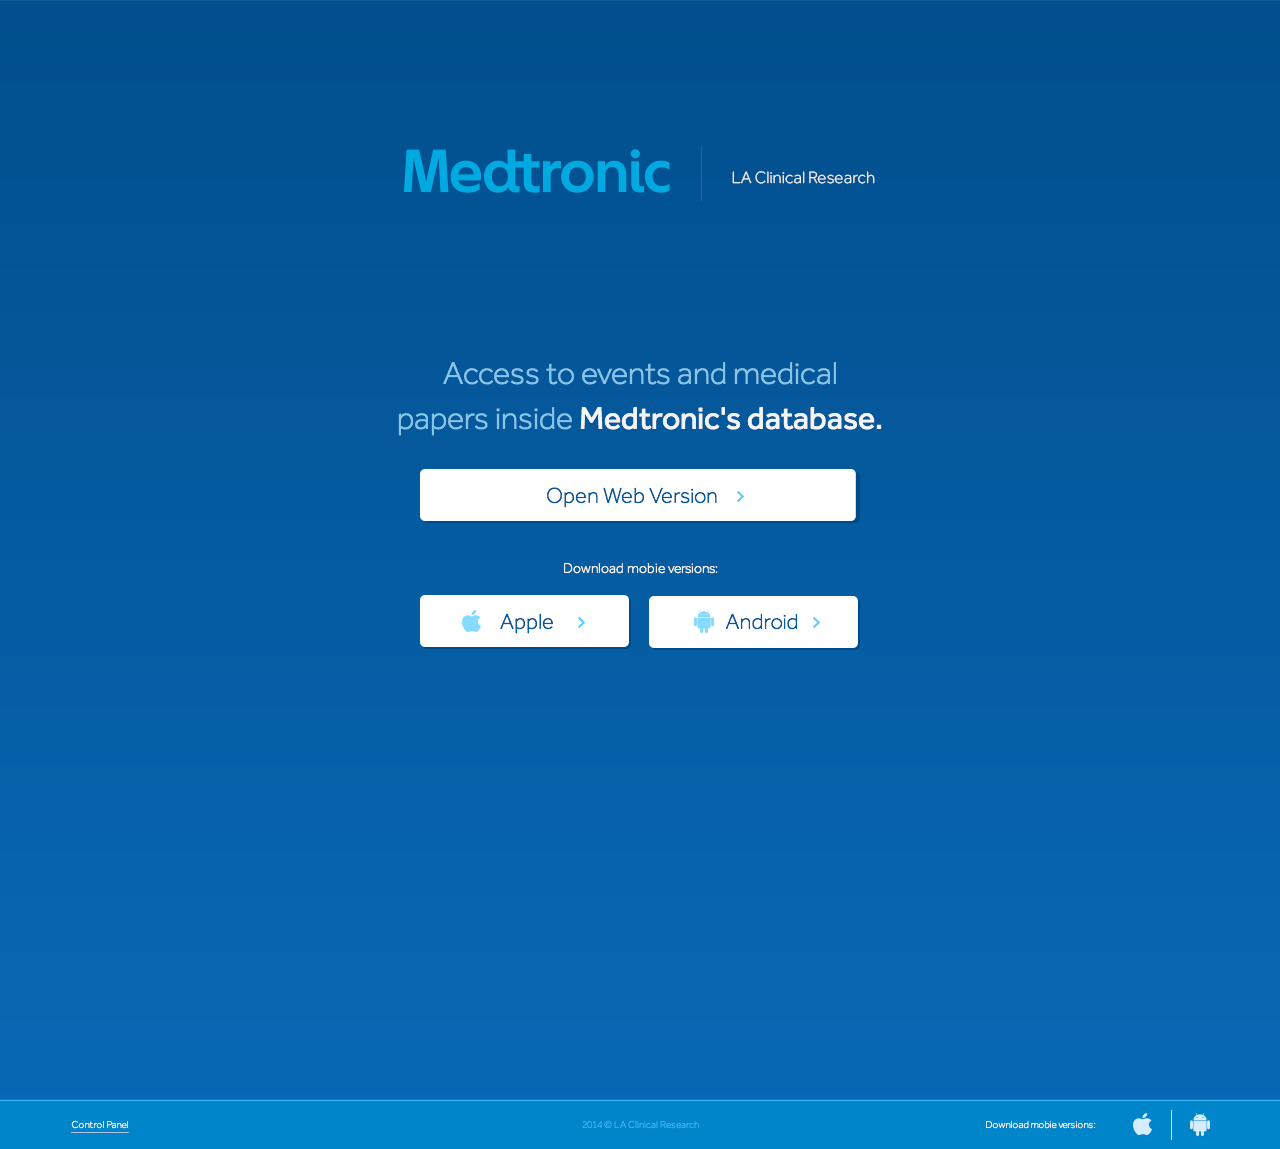 Medtronic
LA Clinical Research
Access to events and medical
papers inside Medtronic's database.
Open Web Version
Download mobie versions:
Apple
Android
Control Panel
2014 © LA Clinical Research
Download mobie versions: